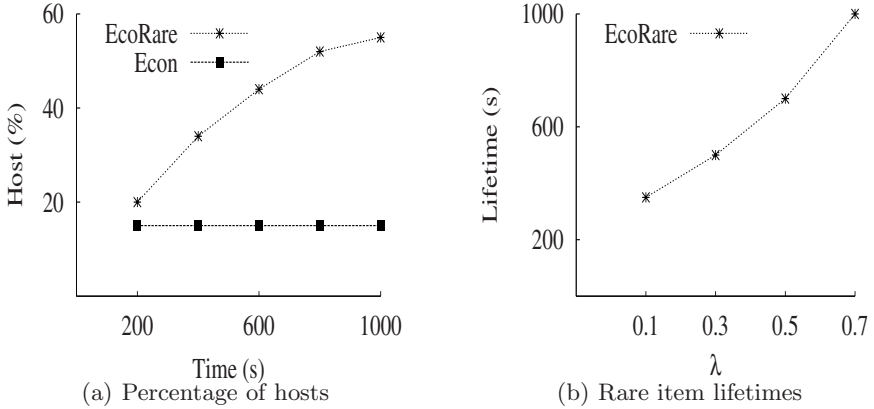 60
40
20
Host (%)
EcoRare
Econ
200
600
1000
Time (s)
(a) Percentage of hosts
1000
600
200
Lifetime (s)
EcoRare
0.1
0.3
0.5
0.7
λ
(b) Rare item lifetimes